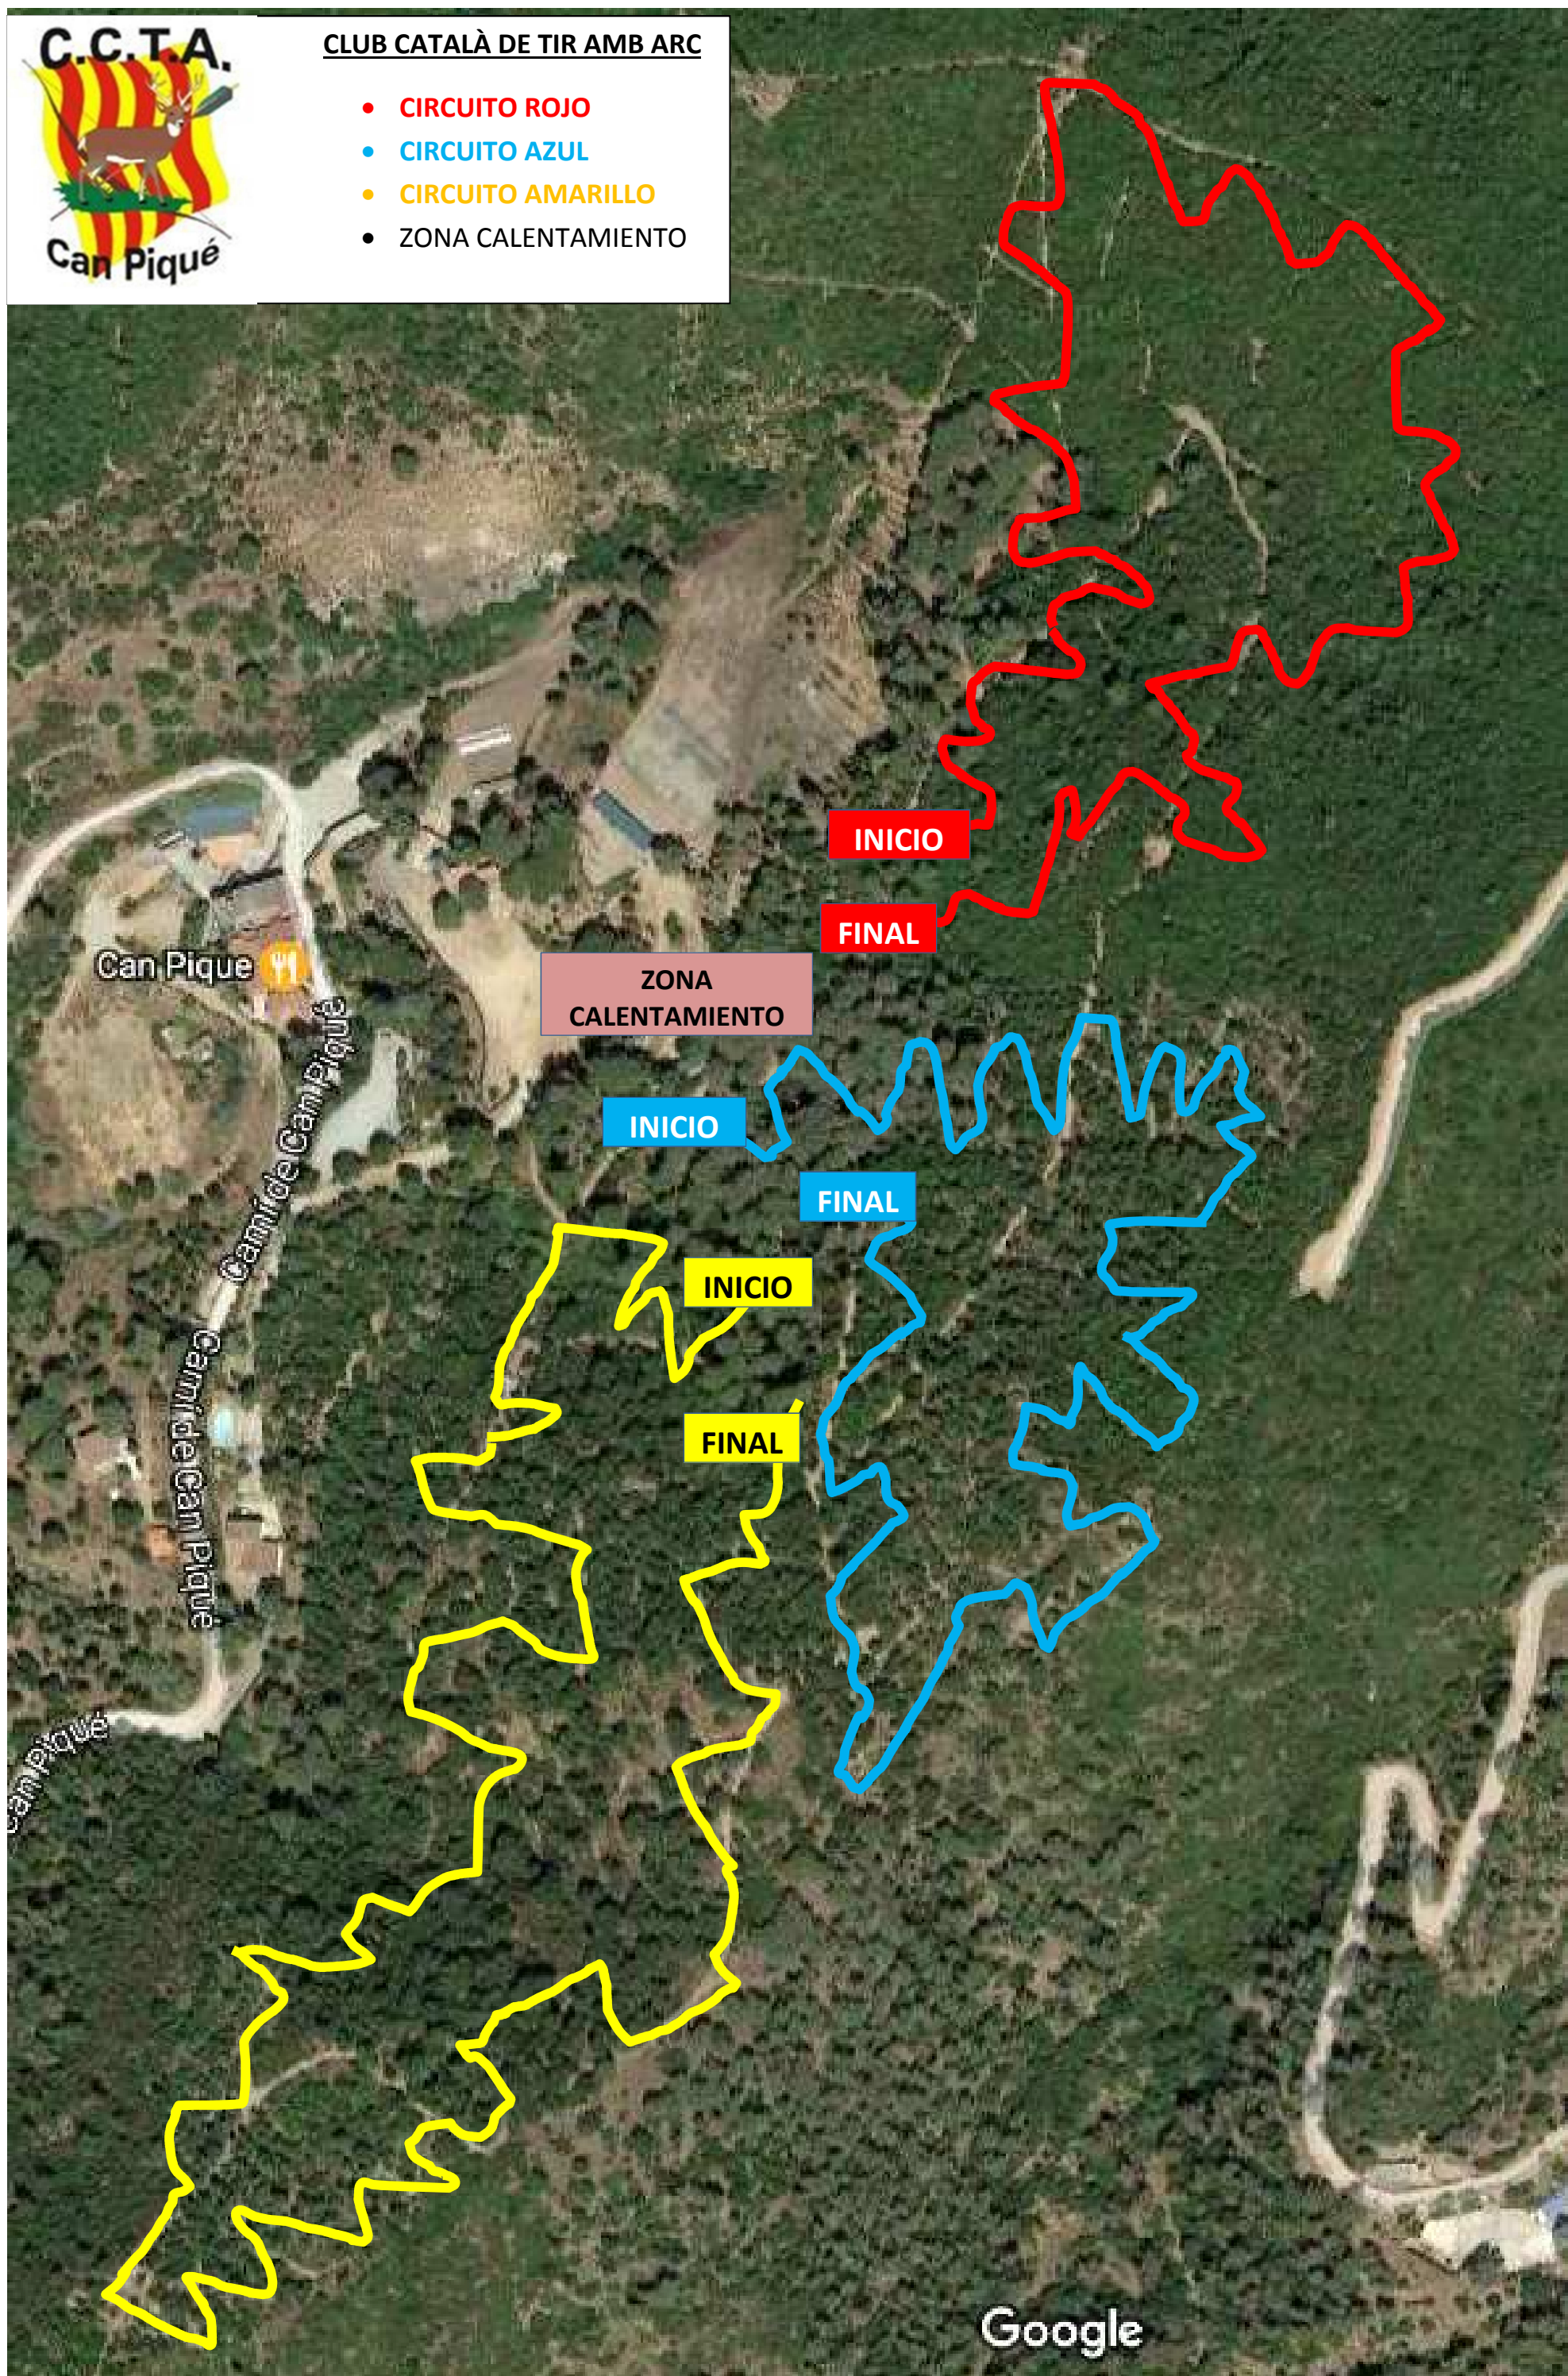 C.C.T.A.
Can Piqué
CLUB CATALÀ DE TIR AMB ARC
• CIRCUITO ROJO
• CIRCUITO AZUL
• CIRCUITO AMARILLO
• ZONA CALENTAMIENTO
INICIO
FINAL
Can Pique
ZONA
CALENTAMIENTO
Camí de Can Piqué
INICIO
FINAL
INICIO
Camí de Can Piqué
FINAL
Can Piqué
Google